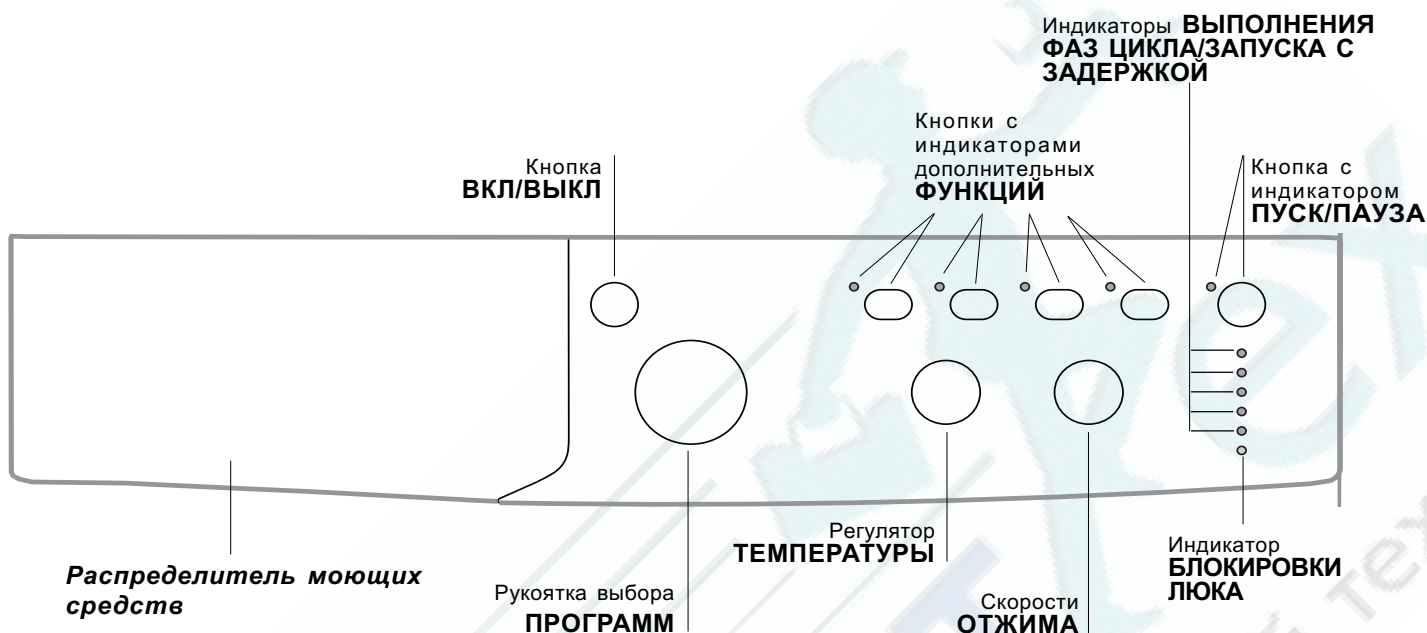 Индикаторы ВЫПОЛНЕНИЯ
ФАЗ ЦИКЛА/ЗАПУСКА С
ЗАДЕРЖКОЙ
Кнопки с
индикаторами
дополнительных
ФУНКЦИЙ
Кнопка
ВКЛ/ВЫКЛ
Кнопка с
индикатором
ПУСК/ПАУЗА
Распределитель моющих
средств
Рукоятка выбора
ПРОГРАММ
Регулятор
ТЕМПЕРАТУРЫ
Скорости
ОТЖИМА
Индикатор
БЛОКИРОВКИ
ЛЮКА